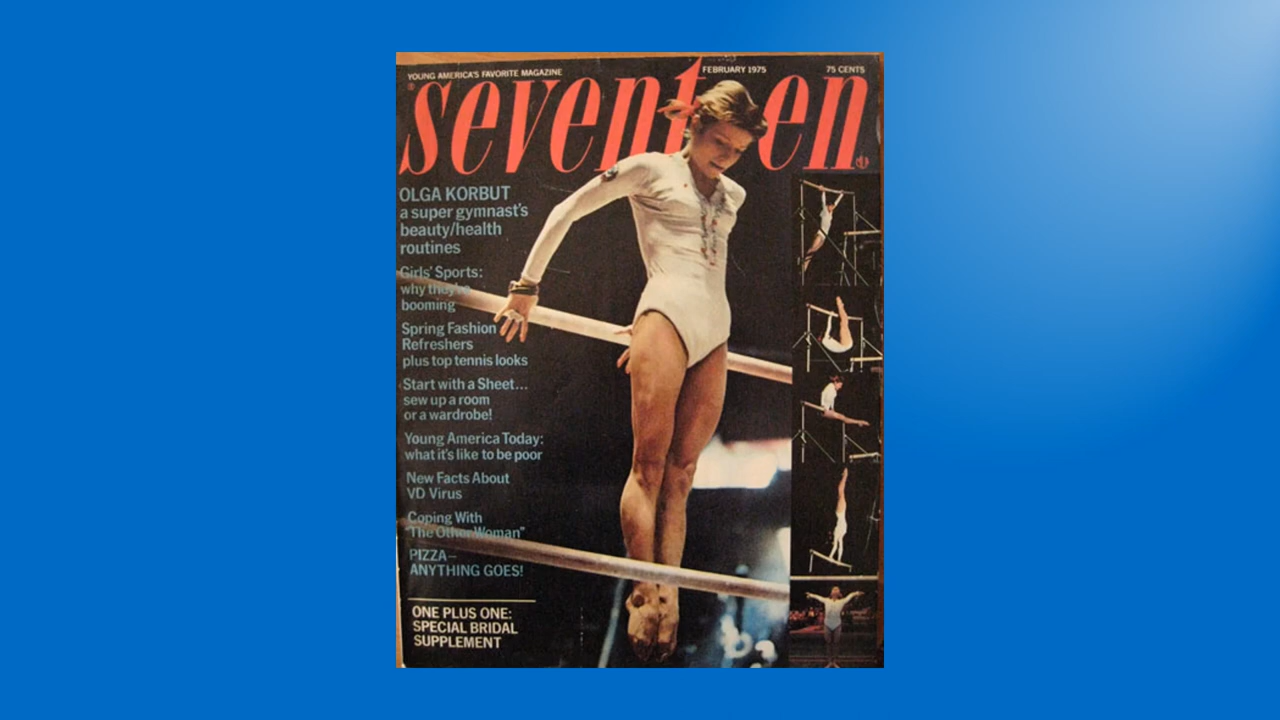 YOUNG AMERICA'S FAVORITE MAGAZINE
FEBRUARY 1975
75 CENTS
seventeen
OLGA KORBUT
a super gymnast's
beauty/health
routines
Girls' Sports:
why they're
booming
Spring Fashion
Refreshers
plus top tennis looks
Start with a Sheet...
sew up a room
or a wardrobe!
Young America Today:
what it's like to be poor
New Facts About
VD Virus
Coping With
"The Other Woman"
PIZZA—
ANYTHING GOES!
ONE PLUS ONE:
SPECIAL BRIDAL
SUPPLEMENT